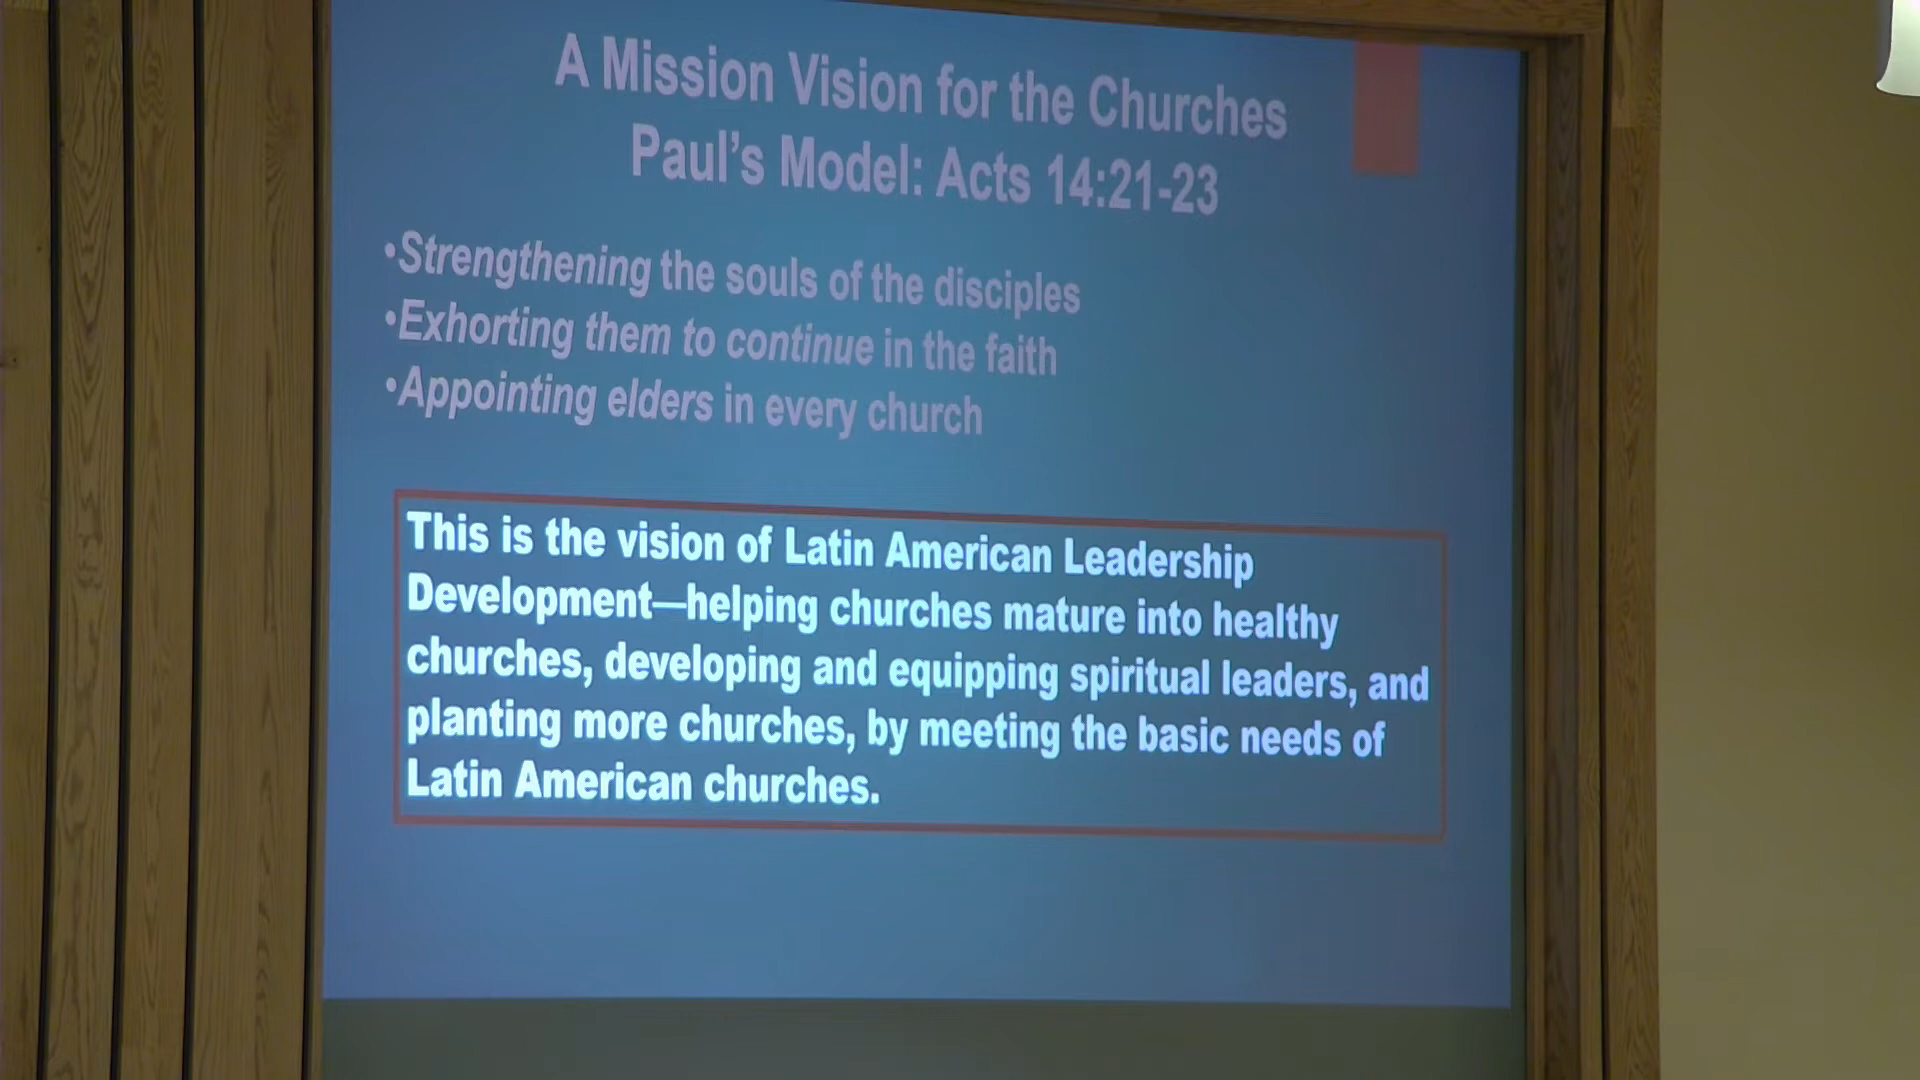 A Mission Vision for the Churches
Paul's Model: Acts 14:21-23
•Strengthening the souls of the disciples
•Exhorting them to continue in the faith
•Appointing elders in every church
This is the vision of Latin American Leadership
Development—helping churches mature into healthy
churches, developing and equipping spiritual leaders, and
planting more churches, by meeting the basic needs of
Latin American churches.